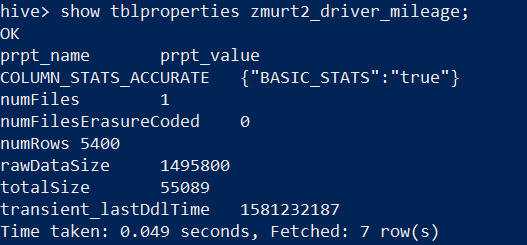 hive> show tblproperties zmurt2_driver_mileage;
OK
prpt_name prpt_value
COLUMN_STATS_ACCURATE {"BASIC_STATS":"true"}
numFiles 1
numFilesErasureCoded 0
numRows 5400
rawDataSize 1495800
totalSize 55089
transient_lastDdlTime 1581232187
Time taken: 0.049 seconds, Fetched: 7 row(s)